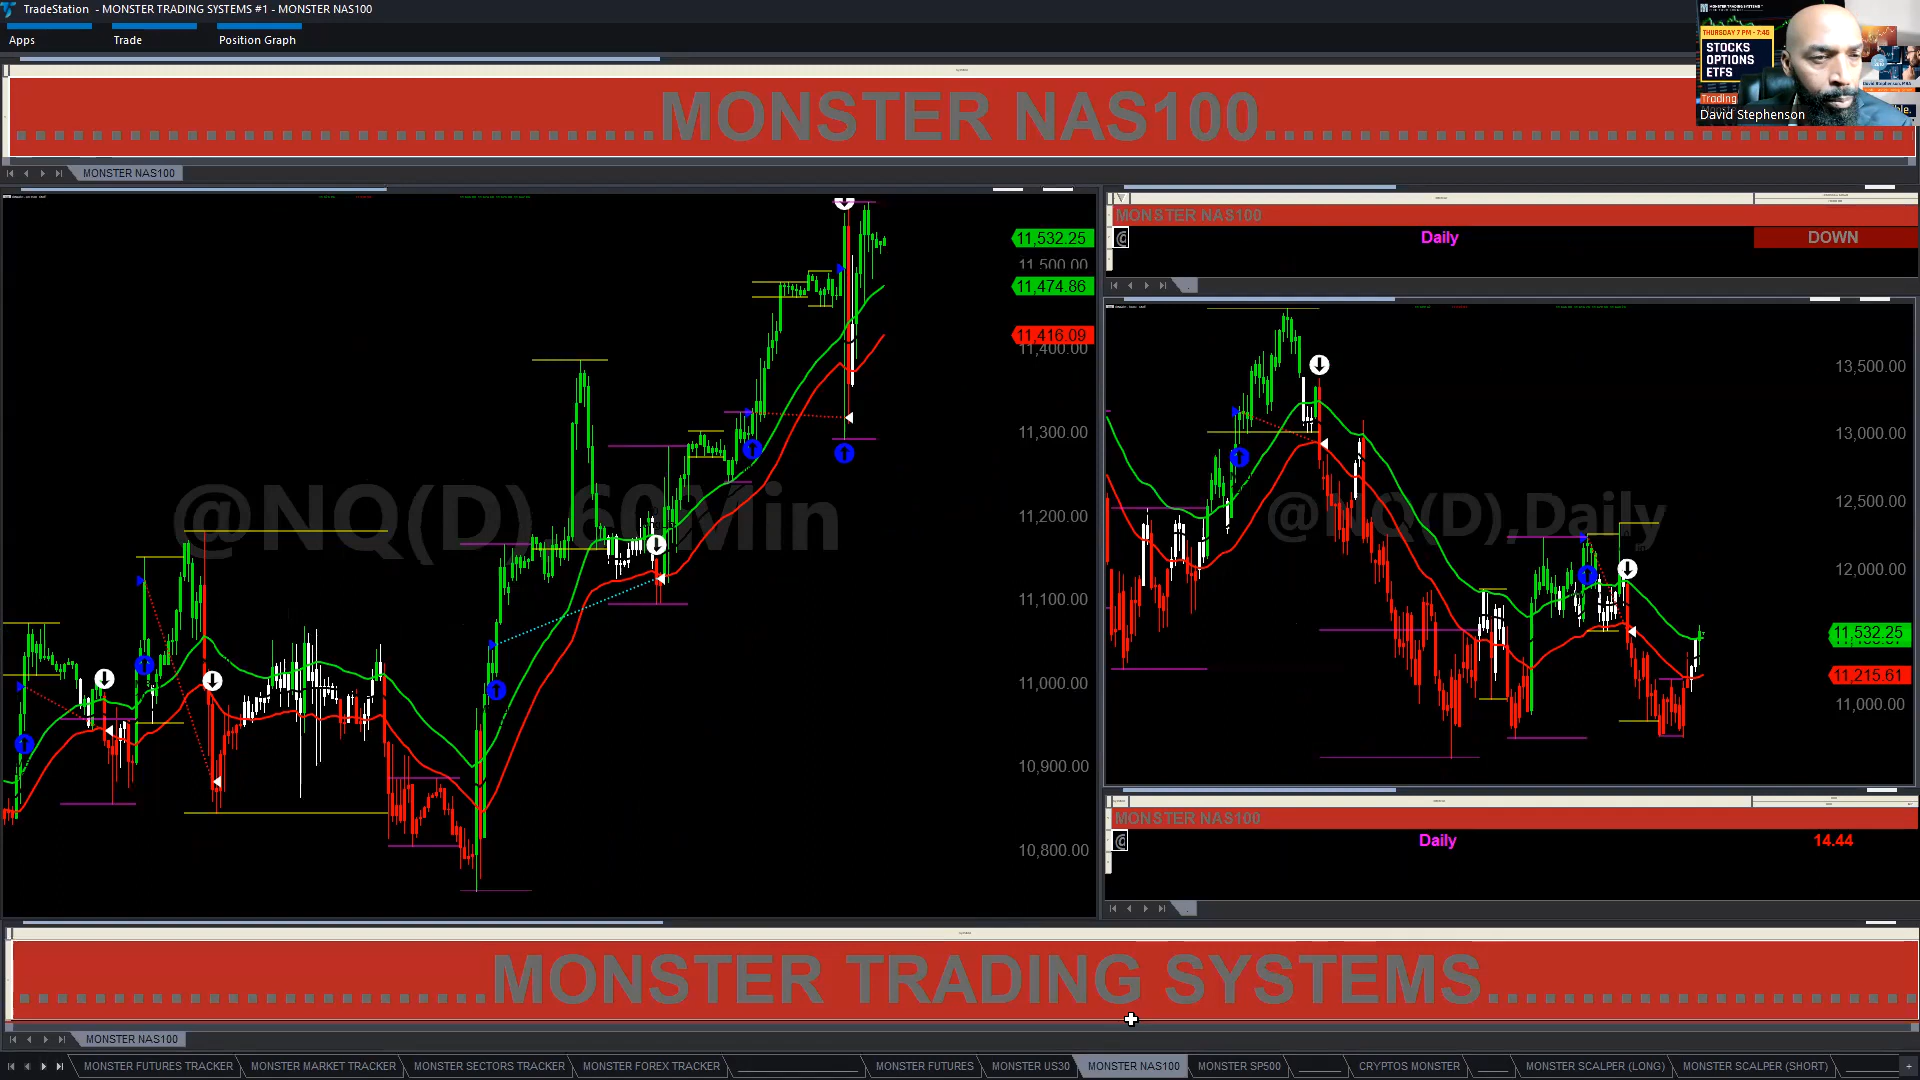 TradeStation - MONSTER TRADING SYSTEMS #1 - MONSTER NAS100
Apps Trade Position Graph
THURSDAY 7 PM - 7:45
STOCKS
OPTIONS
ETFS
Trading
David Stephenson
MONSTER NAS100
MONSTER NAS100
@NQ(D),60Min
11,532.25
11,500.00
11,474.86
11,416.09
11,400.00
11,300.00
11,200.00
11,100.00
11,000.00
10,900.00
10,800.00
MONSTER NAS100
@ Daily DOWN
@NQ(D),Daily
13,500.00
13,000.00
12,500.00
12,000.00
11,532.25
11,215.61
11,000.00
MONSTER NAS100
@ Daily 14.44
MONSTER TRADING SYSTEMS
MONSTER NAS100
MONSTER FUTURES TRACKER MONSTER MARKET TRACKER MONSTER SECTORS TRACKER MONSTER FOREX TRACKER MONSTER FUTURES MONSTER US30 MONSTER NAS100 MONSTER SP500 CRYPTOS MONSTER MONSTER SCALPER (LONG) MONSTER SCALPER (SHORT)